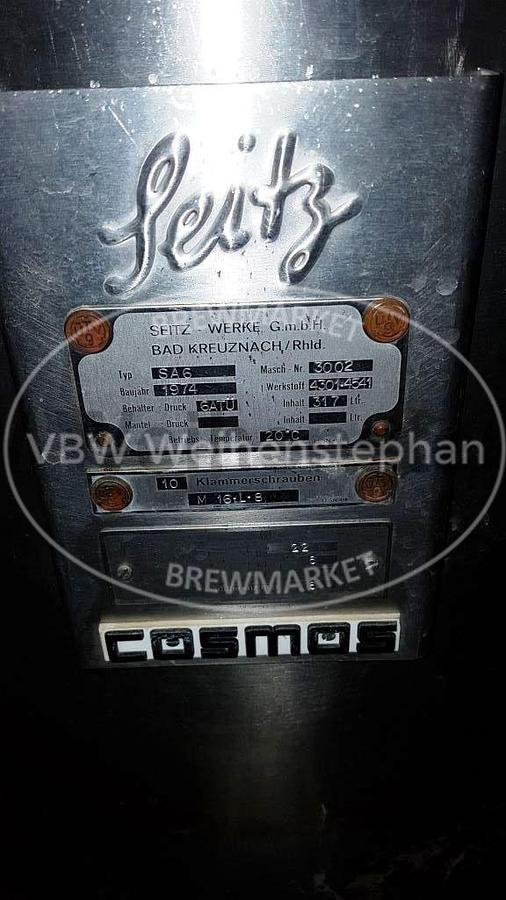 Seitz
SEITZ - WERKE G.m.b.H.
BAD KREUZNACH/Rhld.
Typ SA6 Masch - Nr. 3002
Baujahr 1974 Werkstoff 4301-4541
Behälter - Druck 6ATÜ Inhalt 317 Ltr.
Mantel - Druck Inhalt Ltr.
Betriebs - Temperatur 20°C
10 Klammerschrauben
M 16-L-8
22
6
COSMOS
BREWMARKET
VBW Weihenstephan
BREWMARKET